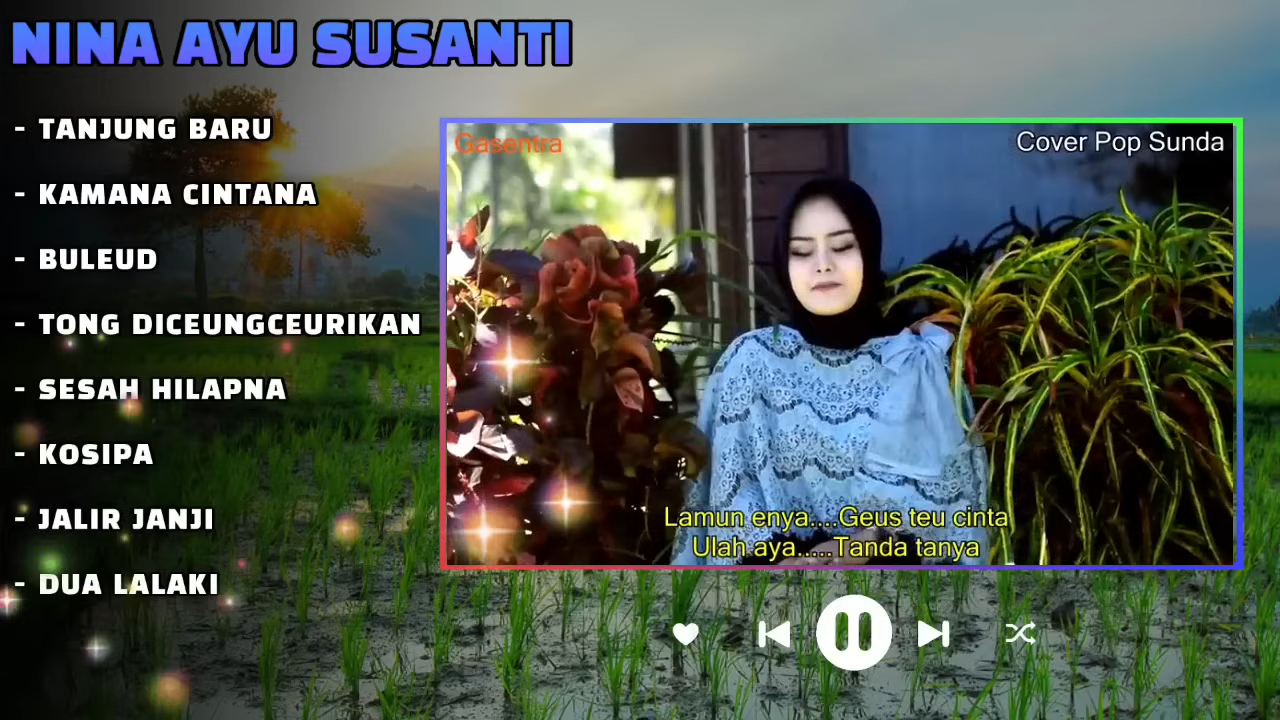 NINA AYU SUSANTI
- TANJUNG BARU
- KAMANA CINTANA
- BULEUD
- TONG DICEUNGCEURIKAN
- SESAH HILAPNA
- KOSIPA
- JALIR JANJI
- DUA LALAKI
Gasentra
Cover Pop Sunda
Lamun enya....Geus teu cinta
Ulah aya.....Tanda tanya